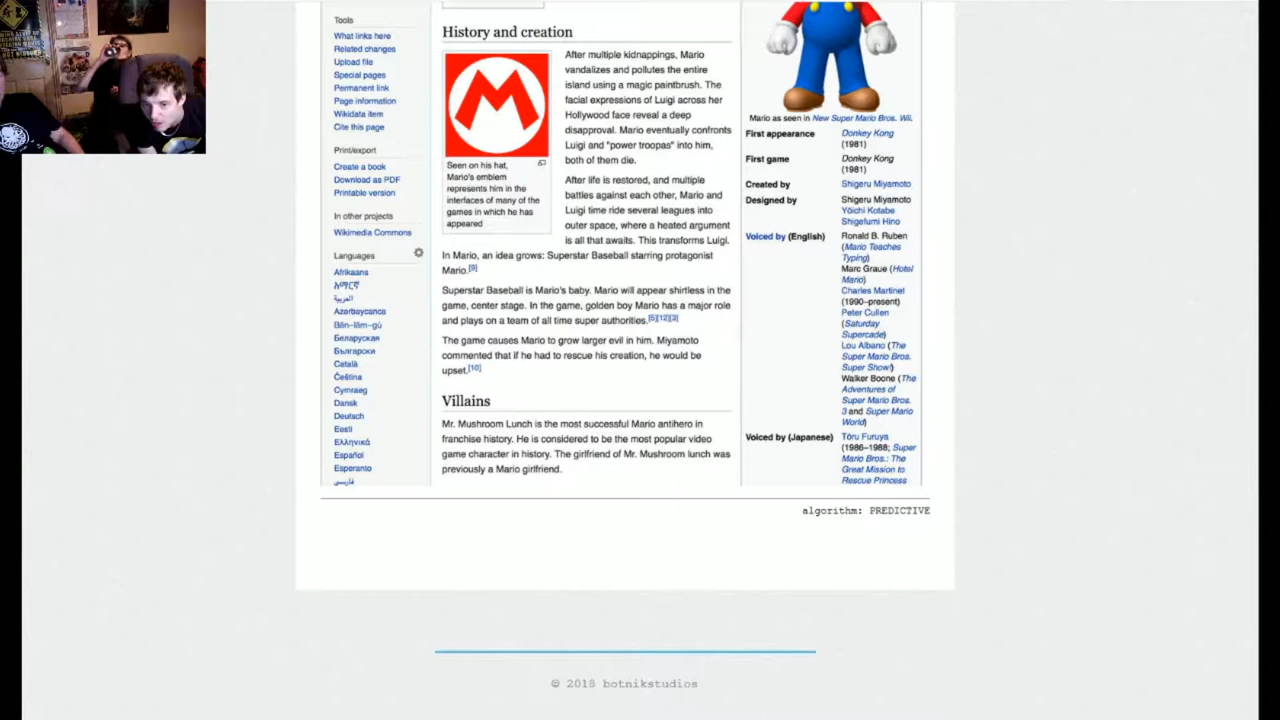 Tools
What links here
Related changes
Upload file
Special pages
Permanent link
Page information
Wikidata item
Cite this page
Print/export
Create a book
Download as PDF
Printable version
In other projects
Wikimedia Commons
Languages
Afrikaans
አማርኛ
العربية
Azərbaycanca
Bân-lâm-gú
Беларуская
Български
Català
Čeština
Cymraeg
Dansk
Deutsch
Eesti
Ελληνικά
Español
Esperanto
فارسی
History and creation
Seen on his hat,
Mario's emblem
represents him in the
interfaces of many of the
games in which he has
appeared
After multiple kidnappings, Mario
vandalizes and pollutes the entire
island using a magic paintbrush. The
facial expressions of Luigi across her
Hollywood face reveal a deep
disapproval. Mario eventually confronts
Luigi and "power troopas" into him,
both of them die.
After life is restored, and multiple
battles against each other, Mario and
Luigi time ride several leagues into
outer space, where a heated argument
is all that awaits. This transforms Luigi.
In Mario, an idea grows: Superstar Baseball starring protagonist
Mario.[9]
Superstar Baseball is Mario's baby. Mario will appear shirtless in the
game, center stage. In the game, golden boy Mario has a major role
and plays on a team of all time super authorities.[5][12][3]
The game causes Mario to grow larger evil in him. Miyamoto
commented that if he had to rescue his creation, he would be
upset.[10]
Villains
Mr. Mushroom Lunch is the most successful Mario antihero in
franchise history. He is considered to be the most popular video
game character in history. The girlfriend of Mr. Mushroom lunch was
previously a Mario girlfriend.
Mario as seen in New Super Mario Bros. Wii.
First appearance Donkey Kong
(1981)
First game Donkey Kong
(1981)
Created by Shigeru Miyamoto
Designed by Shigeru Miyamoto
Yōichi Kotabe
Shigefumi Hino
Voiced by (English) Ronald B. Ruben
(Mario Teaches
Typing)
Marc Graue (Hotel
Mario)
Charles Martinet
(1990–present)
Peter Cullen
(Saturday
Supercade)
Lou Albano (The
Super Mario Bros.
Super Show!)
Walker Boone (The
Adventures of
Super Mario Bros.
3 and Super Mario
World)
Voiced by (Japanese) Tōru Furuya
(1986–1988; Super
Mario Bros.: The
Great Mission to
Rescue Princess
algorithm: PREDICTIVE
© 2018 botnikstudios